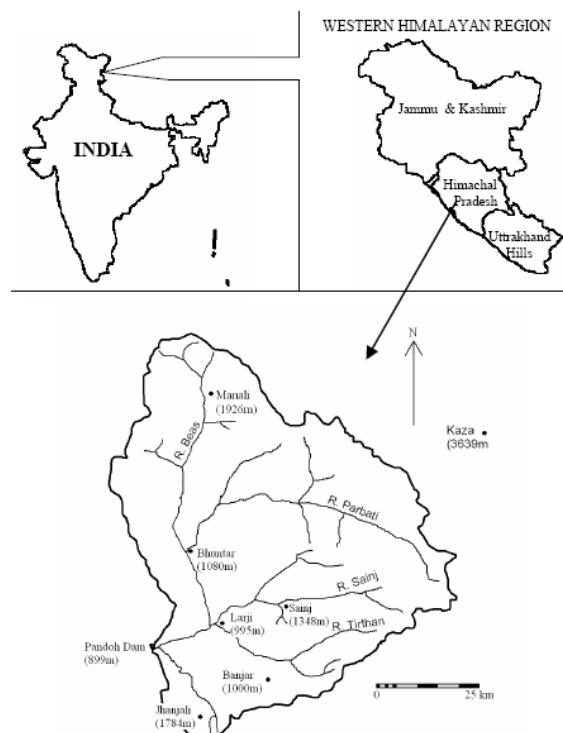 WESTERN HIMALAYAN REGION
INDIA
Jammu & Kashmir
Himachal
Pradesh
Uttrakhand
Hills
N
Manali
(1926m)
Kaza
(3639m
R. Beas
R. Parbati
Bhuntar
(1080m)
R. Sainj
Sainj
(1348m)
Larji
(995m)
R. Tirthan
Pandoh Dam
(899m)
Banjar
(1000m)
Jhanjali
(1784m)
0 25 km